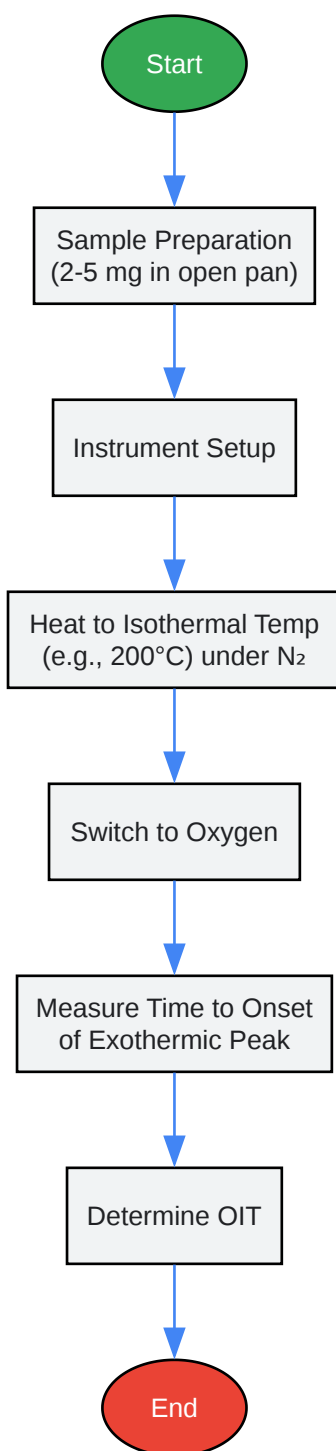 Start
Sample Preparation
(2-5 mg in open pan)
Instrument Setup
Heat to Isothermal Temp
(e.g., 200°C) under N₂
Switch to Oxygen
Measure Time to Onset
of Exothermic Peak
Determine OIT
End